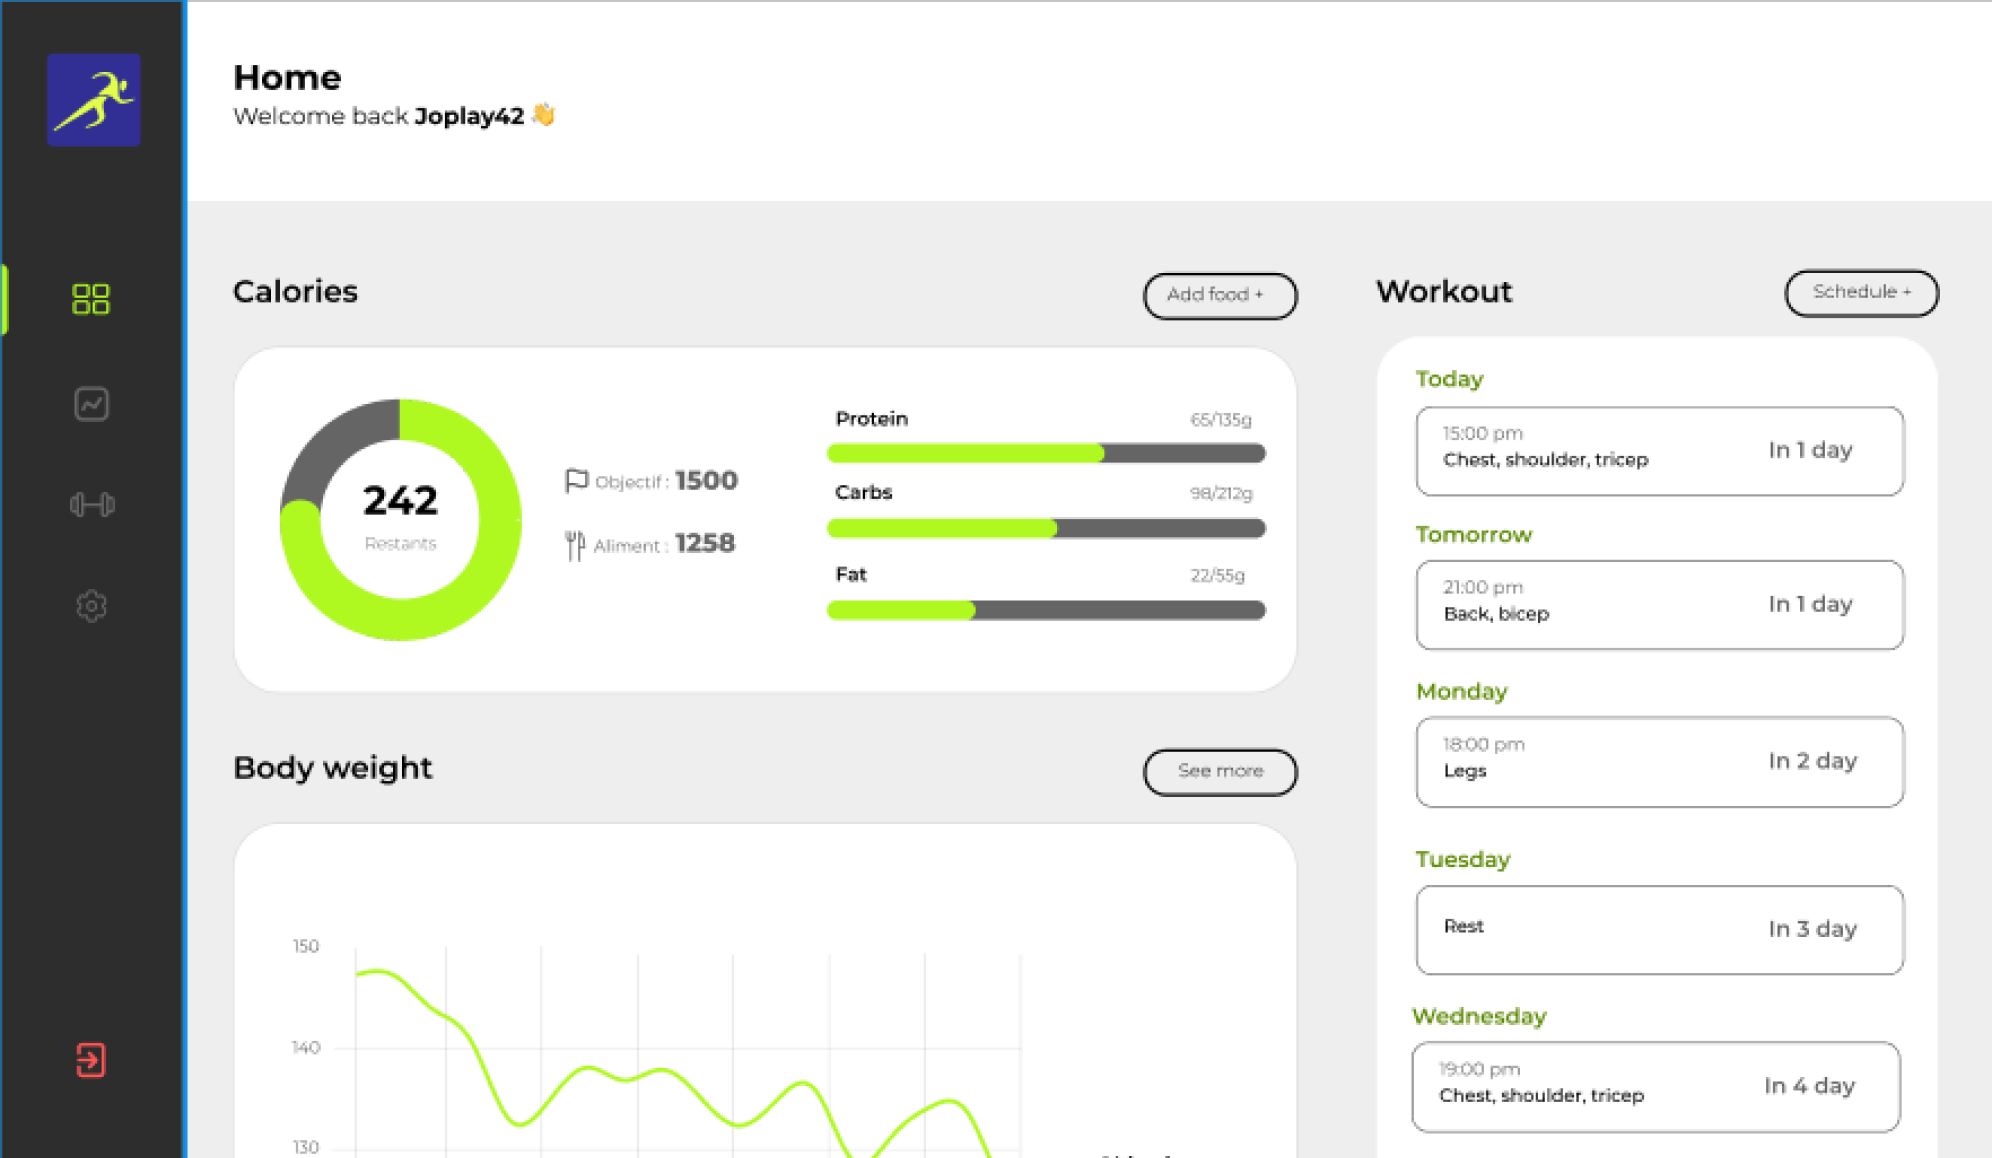 Home
Welcome back Joplay42 👋
Calories
Add food +
242
Restants
Objectif : 1500
Aliment : 1258
Protein 65/135g
Carbs 98/212g
Fat 22/55g
Body weight
See more
150
140
130
Workout
Schedule +
Today
15:00 pm
Chest, shoulder, tricep
In 1 day
Tomorrow
21:00 pm
Back, bicep
In 1 day
Monday
18:00 pm
Legs
In 2 day
Tuesday
Rest
In 3 day
Wednesday
19:00 pm
Chest, shoulder, tricep
In 4 day